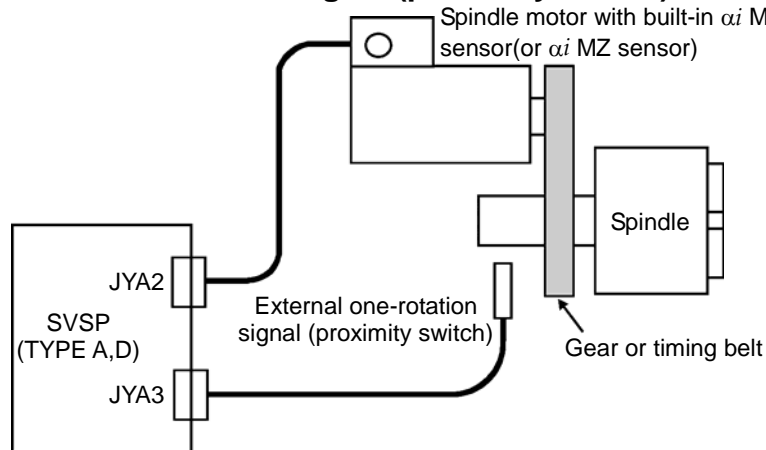 Spindle motor with built-in αi M
sensor(or αi MZ sensor)
Spindle
JYA2
External one-rotation
signal (proximity switch)
SVSP
(TYPE A,D)
Gear or timing belt
JYA3